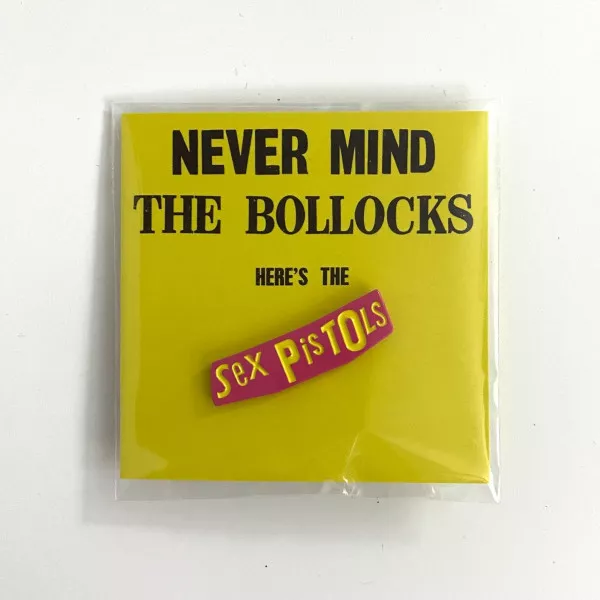 NEVER MIND
THE BOLLOCKS
HERE'S THE
Sex PisTOLs